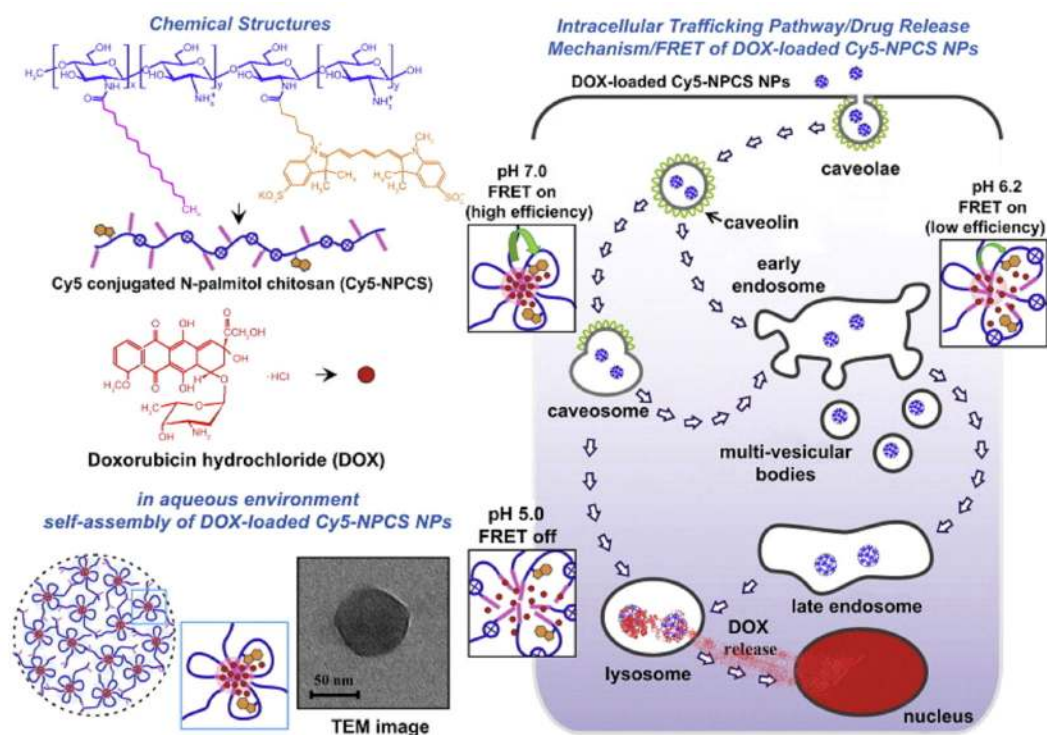 Chemical Structures
Cy5 conjugated N-palmitol chitosan (Cy5-NPCS)
Doxorubicin hydrochloride (DOX)
in aqueous environment
self-assembly of DOX-loaded Cy5-NPCS NPs
50 nm
TEM image
Intracellular Trafficking Pathway/Drug Release
Mechanism/FRET of DOX-loaded Cy5-NPCS NPs
DOX-loaded Cy5-NPCS NPs
caveolae
pH 7.0
FRET on
(high efficiency)
caveolin
pH 6.2
FRET on
(low efficiency)
early
endosome
caveosome
multi-vesicular
bodies
pH 5.0
FRET off
late endosome
lysosome
DOX
release
nucleus